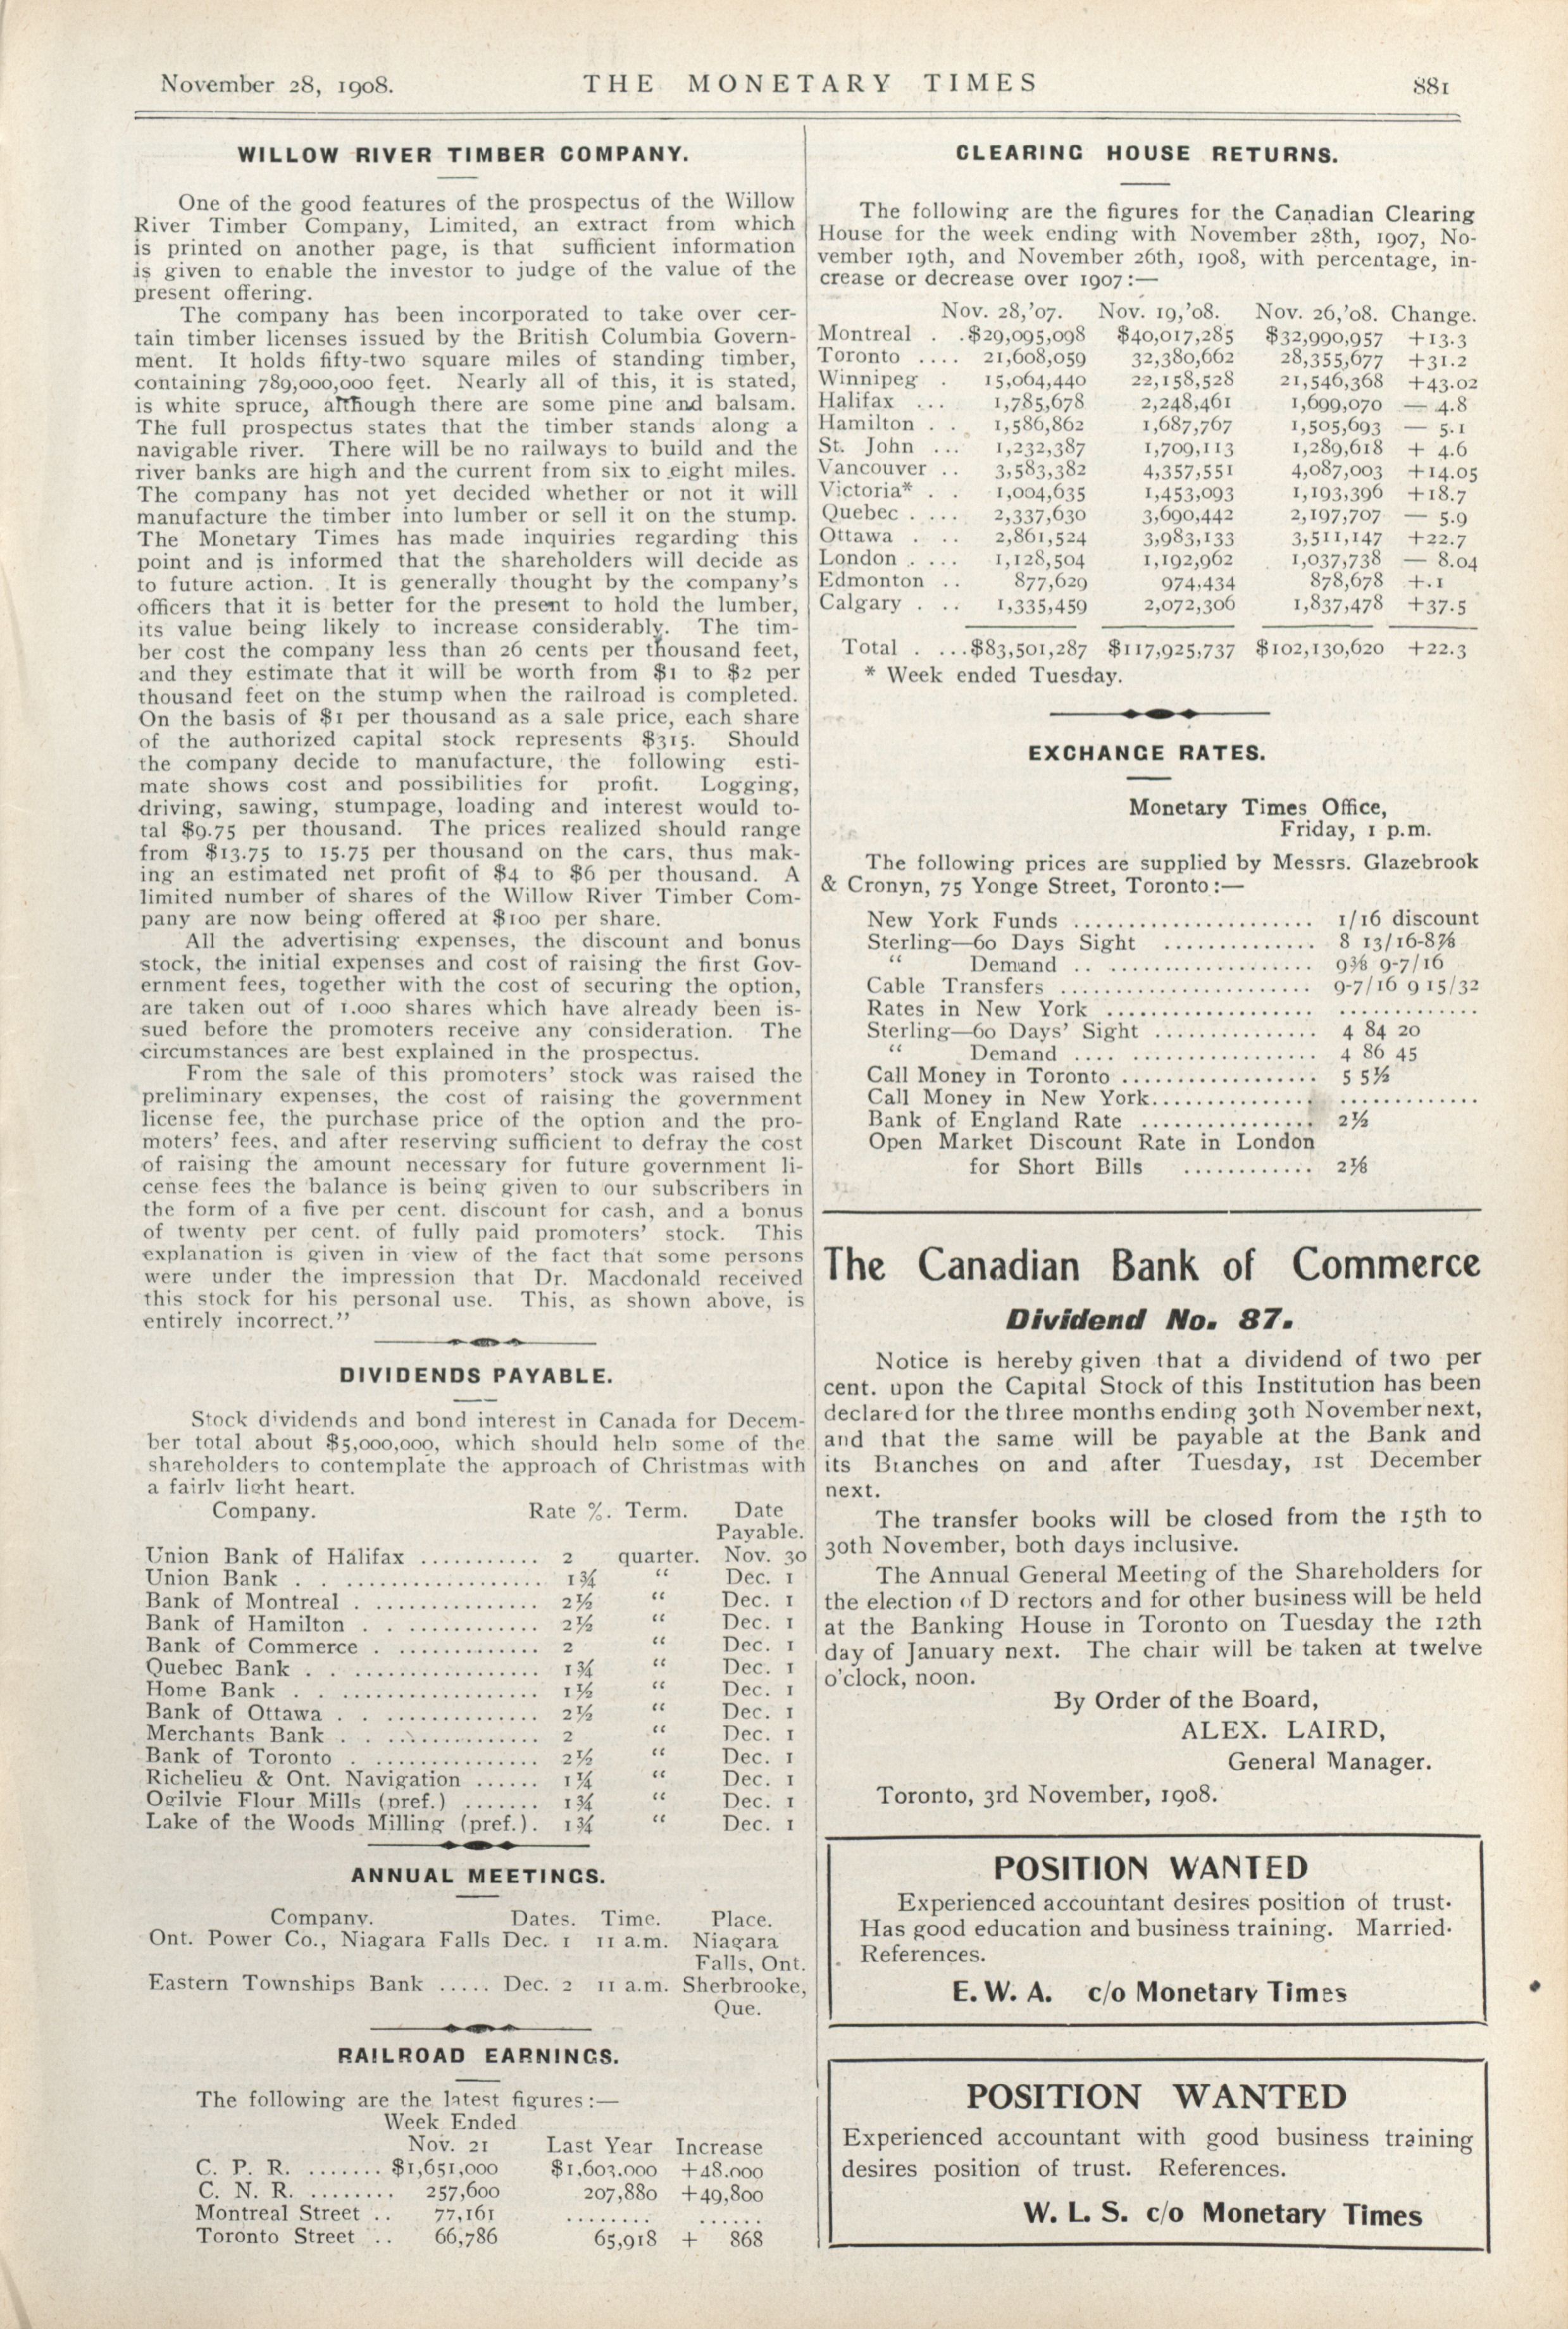 November 28, 1908.
THE MONETARY TIMES
881
WILLOW RIVER TIMBER COMPANY.
One of the good features of the prospectus of the Willow
River Timber Company, Limited, an extract from which
is printed on another page, is that sufficient information
is given to enable the investor to judge of the value of the
present offering.
The company has been incorporated to take over cer-
tain timber licenses issued by the British Columbia Govern-
ment. It holds fifty-two square miles of standing timber,
containing 789,000,000 feet. Nearly all of this, it is stated,
is white spruce, although there are some pine and balsam.
The full prospectus states that the timber stands along a
navigable river. There will be no railways to build and the
river banks are high and the current from six to eight miles.
The company has not yet decided whether or not it will
manufacture the timber into lumber or sell it on the stump.
The Monetary Times has made inquiries regarding this
point and is informed that the shareholders will decide as
to future action. It is generally thought by the company's
officers that it is better for the present to hold the lumber,
its value being likely to increase considerably. The tim-
ber cost the company less than 26 cents per thousand feet,
and they estimate that it will be worth from $1 to $2 per
thousand feet on the stump when the railroad is completed.
On the basis of $1 per thousand as a sale price, each share
of the authorized capital stock represents $315. Should
the company decide to manufacture, the following esti-
mate shows cost and possibilities for profit. Logging,
driving, sawing, stumpage, loading and interest would to-
tal $9.75 per thousand. The prices realized should range
from $13.75 to 15.75 per thousand on the cars, thus mak-
ing an estimated net profit of $4 to $6 per thousand. A
limited number of shares of the Willow River Timber Com-
pany are now being offered at $100 per share.
All the advertising expenses, the discount and bonus
stock, the initial expenses and cost of raising the first Gov-
ernment fees, together with the cost of securing the option,
are taken out of 1.000 shares which have already been is-
sued before the promoters receive any consideration. The
circumstances are best explained in the prospectus.
From the sale of this promoters' stock was raised the
preliminary expenses, the cost of raising the government
license fee, the purchase price of the option and the pro-
moters' fees, and after reserving sufficient to defray the cost
of raising the amount necessary for future government li-
cense fees the balance is being given to our subscribers in
the form of a five per cent. discount for cash, and a bonus
of twenty per cent. of fully paid promoters' stock. This
explanation is given in view of the fact that some persons
were under the impression that Dr. Macdonald received
this stock for his personal use. This, as shown above, is
entirely incorrect."
DIVIDENDS PAYABLE.
Stock dividends and bond interest in Canada for Decem-
ber total about $5,000,000, which should help some of the
shareholders to contemplate the approach of Christmas with
a fairly light heart.
Company. Rate %. Term. Date
Payable.
Union Bank of Halifax ........... 2 quarter. Nov. 30
Union Bank . . .................. 1¾ " Dec. 1
Bank of Montreal . ............... 2½ " Dec. 1
Bank of Hamilton . . ............ 2½ " Dec. 1
Bank of Commerce . ............. 2 " Dec. 1
Quebec Bank . . ................. 1¾ " Dec. 1
Home Bank . . .................. 1½ " Dec. 1
Bank of Ottawa . . .............. 2½ " Dec. 1
Merchants Bank . . ............. 2 " Dec. 1
Bank of Toronto . ............... 2½ " Dec. 1
Richelieu & Ont. Navigation ...... 1¼ " Dec. 1
Ogilvie Flour Mills (pref.) ....... 1¾ " Dec. 1
Lake of the Woods Milling (pref.). 1¾ " Dec. 1
ANNUAL MEETINGS.
Company. Dates. Time. Place.
Ont. Power Co., Niagara Falls Dec. 1 11 a.m. Niagara
Falls, Ont.
Eastern Townships Bank ..... Dec. 2 11 a.m. Sherbrooke,
Que.
RAILROAD EARNINGS.
The following are the latest figures:—
Week Ended
Nov. 21 Last Year Increase
C. P. R. ....... $1,651,000 $1,603.000 +48.000
C. N. R. ........ 257,600 207,880 +49,800
Montreal Street .. 77,161 ........ ......
Toronto Street .. 66,786 65,918 + 868
CLEARING HOUSE RETURNS.
The following are the figures for the Canadian Clearing
House for the week ending with November 28th, 1907, No-
vember 19th, and November 26th, 1908, with percentage, in-
crease or decrease over 1907:—
Nov. 28,'07. Nov. 19,'08. Nov. 26,'08. Change.
Montreal . .$29,095,098 $40,017,285 $32,990,957 +13.3
Toronto .... 21,608,059 32,380,662 28,355,677 +31.2
Winnipeg . 15,064,440 22,158,528 21,546,368 +43.02
Halifax ... 1,785,678 2,248,461 1,699,070 — 4.8
Hamilton . . 1,586,862 1,687,767 1,505,693 — 5.1
St. John ... 1,232,387 1,709,113 1,289,618 + 4.6
Vancouver .. 3,583,382 4,357,551 4,087,003 +14.05
Victoria* . . 1,004,635 1,453,093 1,193,396 +18.7
Quebec . ... 2,337,630 3,690,442 2,197,707 — 5.9
Ottawa . .. 2,861,524 3,983,133 3,511,147 +22.7
London . ... 1,128,504 1,192,962 1,037,738 — 8.04
Edmonton .. 877,629 974,434 878,678 +.1
Calgary . .. 1,335,459 2,072,306 1,837,478 +37.5
Total . ...$83,501,287 $117,925,737 $102,130,620 +22.3
* Week ended Tuesday.
EXCHANGE RATES.
Monetary Times Office,
Friday, 1 p.m.
The following prices are supplied by Messrs. Glazebrook
& Cronyn, 75 Yonge Street, Toronto:—
New York Funds ...................... 1/16 discount
Sterling—60 Days Sight .............. 8 13/16-8⅞
" Demand .. ................... 9⅜ 9-7/16
Cable Transfers ....................... 9-7/16 9 15/32
Rates in New York ................... .............
Sterling—60 Days' Sight ............... 4 84 20
" Demand .... ................. 4 86 45
Call Money in Toronto .................. 5 5½
Call Money in New York............... .............
Bank of England Rate ................ 2½
Open Market Discount Rate in London
for Short Bills ............ 2⅛
The Canadian Bank of Commerce
Dividend No. 87.
Notice is hereby given that a dividend of two per
cent. upon the Capital Stock of this Institution has been
declared for the three months ending 30th November next,
and that the same will be payable at the Bank and
its Branches on and after Tuesday, 1st December
next.
The transfer books will be closed from the 15th to
30th November, both days inclusive.
The Annual General Meeting of the Shareholders for
the election of D rectors and for other business will be held
at the Banking House in Toronto on Tuesday the 12th
day of January next. The chair will be taken at twelve
o'clock, noon.
By Order of the Board,
ALEX. LAIRD,
General Manager.
Toronto, 3rd November, 1908.
POSITION WANTED
Experienced accountant desires position of trust.
Has good education and business training. Married.
References.
E. W. A. c/o Monetary Times
POSITION WANTED
Experienced accountant with good business training
desires position of trust. References.
W. L. S. c/o Monetary Times